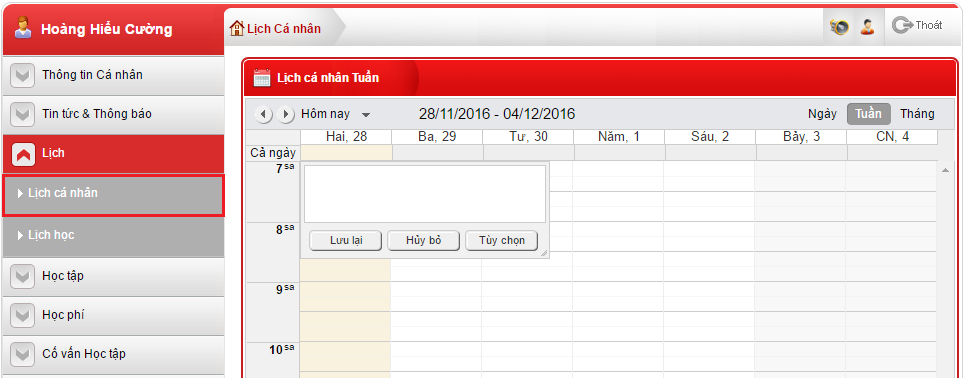 Hoàng Hiếu Cường
Thông tin Cá nhân
Tin tức & Thông báo
Lịch
Lịch cá nhân
Lịch học
Học tập
Học phí
Cố vấn Học tập
Lịch Cá nhân
Thoát
Lịch cá nhân Tuần
Hôm nay 28/11/2016 - 04/12/2016 Ngày Tuần Tháng
Hai, 28 Ba, 29 Tư, 30 Năm, 1 Sáu, 2 Bảy, 3 CN, 4
Cả ngày
7 sa
8 sa
Lưu lại Hủy bỏ Tùy chọn
9 sa
10 sa